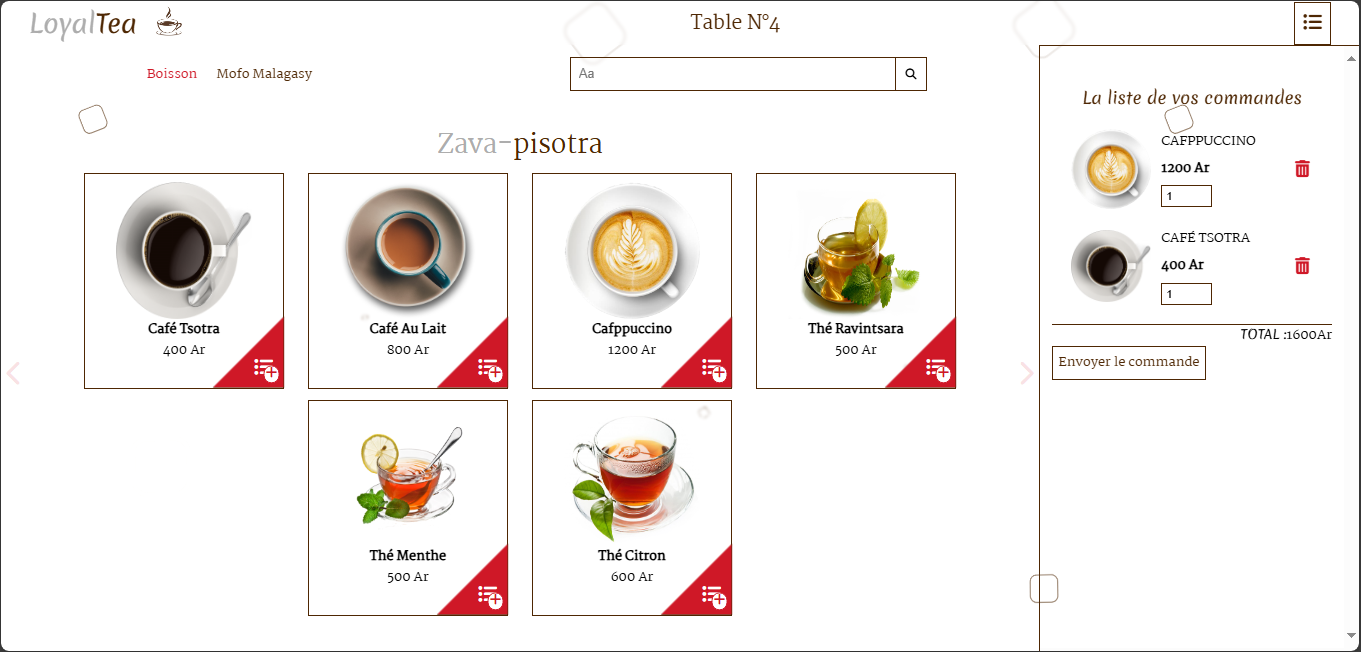 LoyalTea
Table N°4
Boisson
Mofo Malagasy
Aa
Zava-pisotra
Café Tsotra
400 Ar
Café Au Lait
800 Ar
Cafppuccino
1200 Ar
Thé Ravintsara
500 Ar
Thé Menthe
500 Ar
Thé Citron
600 Ar
La liste de vos commandes
CAFPPUCCINO
1200 Ar
1
CAFÉ TSOTRA
400 Ar
1
TOTAL :1600Ar
Envoyer le commande